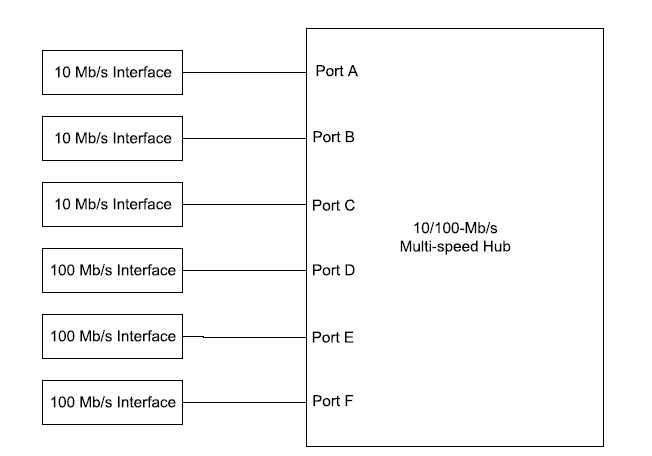 10 Mb/s Interface
Port A
10 Mb/s Interface
Port B
10 Mb/s Interface
Port C
10/100-Mb/s
Multi-speed Hub
100 Mb/s Interface
Port D
100 Mb/s Interface
Port E
100 Mb/s Interface
Port F